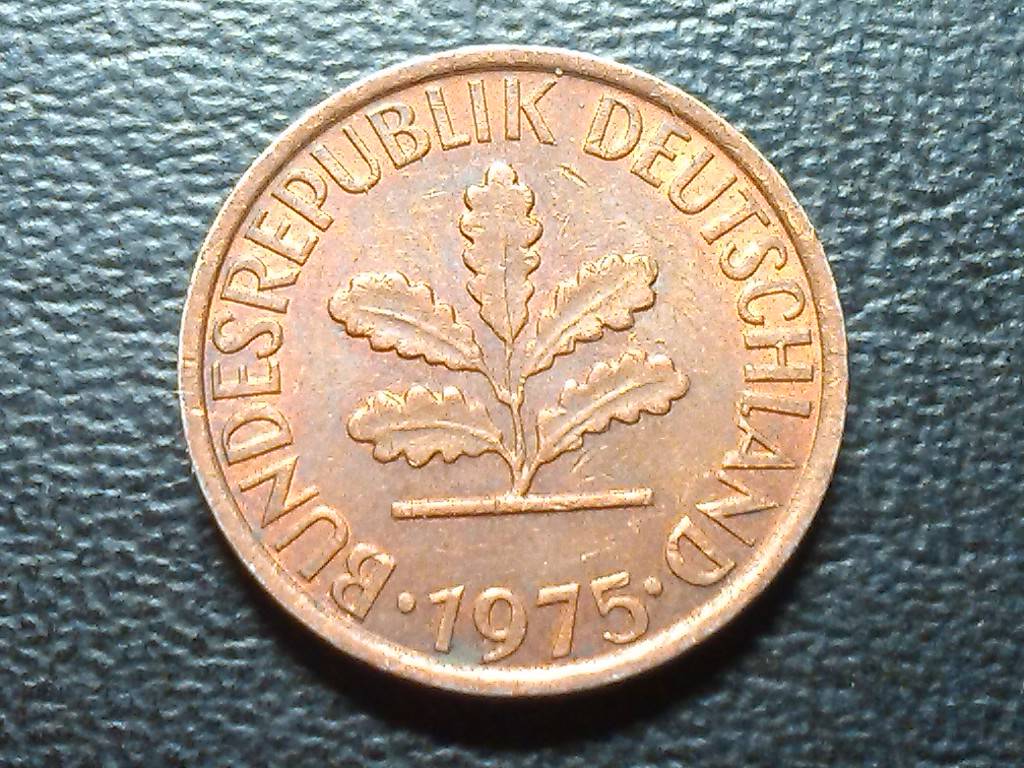 BUNDESREPUBLIK DEUTSCHLAND
· 1975 ·